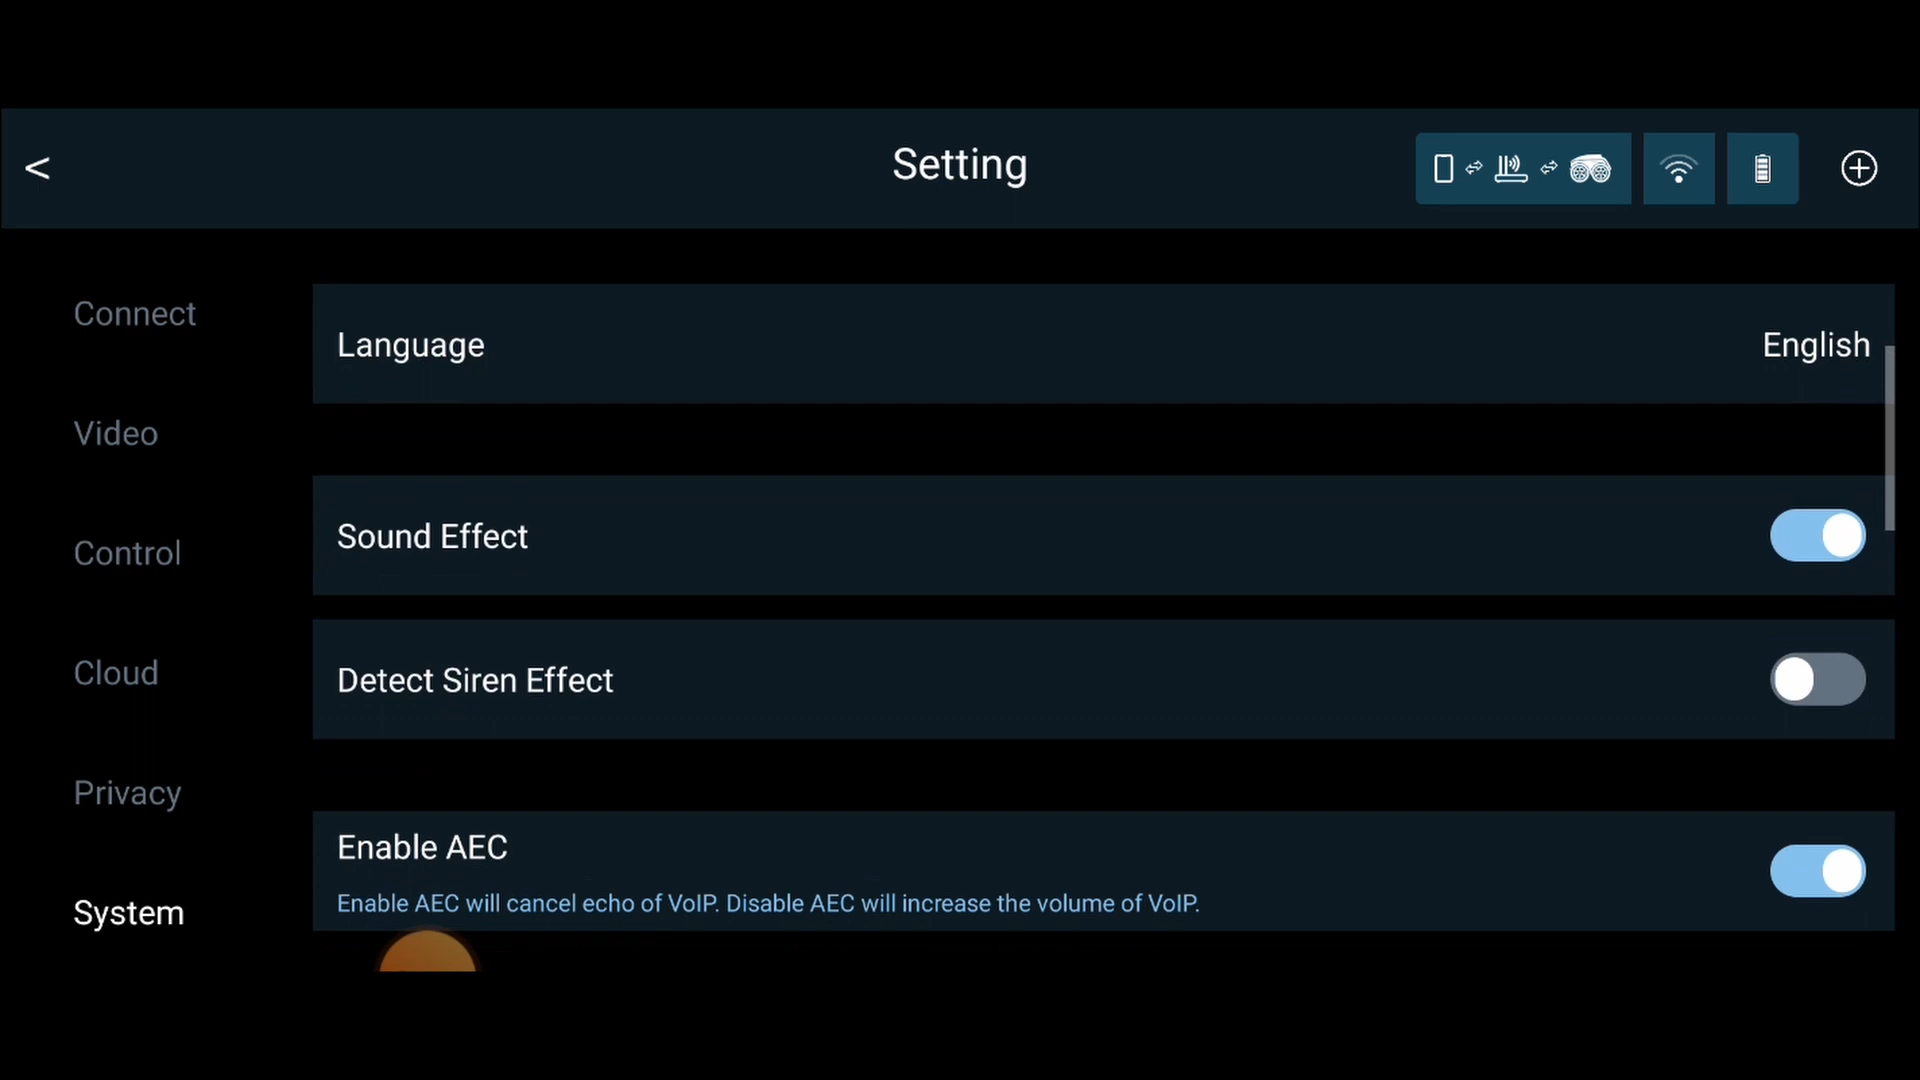 <
Setting
Connect
Video
Control
Cloud
Privacy
System
Language
English
Sound Effect
Detect Siren Effect
Enable AEC
Enable AEC will cancel echo of VoIP. Disable AEC will increase the volume of VoIP.